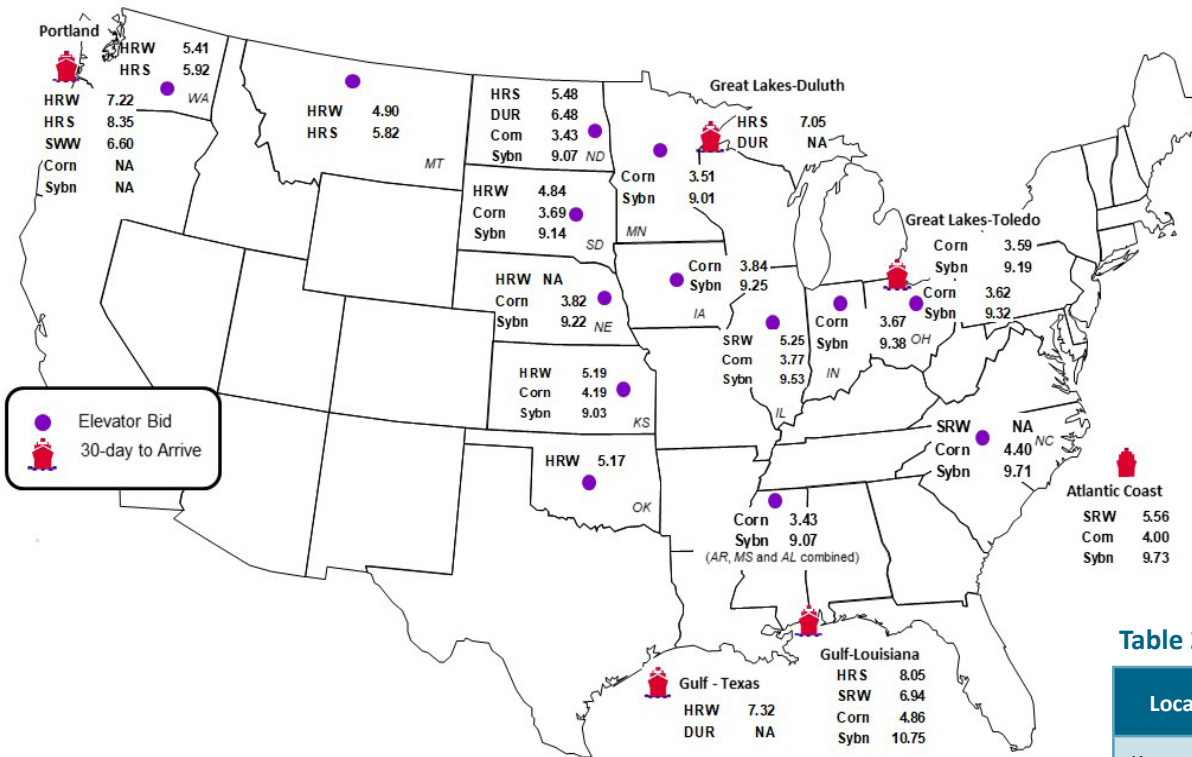 Portland
HRW 7.22
HRS 8.35
SWW 6.60
Corn NA
Sybn NA
HRW 5.41
HRS 5.92
WA
HRW 4.90
HRS 5.82
MT
HRS 5.48
DUR 6.48
Corn 3.43
Sybn 9.07
ND
HRW 4.84
Corn 3.69
Sybn 9.14
SD
HRW NA
Corn 3.82
Sybn 9.22
NE
HRW 5.19
Corn 4.19
Sybn 9.03
KS
HRW 5.17
OK
Great Lakes-Duluth
HRS 7.05
DUR NA
Corn 3.51
Sybn 9.01
MN
Corn 3.84
Sybn 9.25
IA
SRW 5.25
Corn 3.77
Sybn 9.53
IL
Great Lakes-Toledo
Corn 3.59
Sybn 9.19
Corn 3.62
Sybn 9.32
OH
Corn 3.67
Sybn 9.38
IN
SRW NA
Corn 4.40
Sybn 9.71
NC
Atlantic Coast
SRW 5.56
Corn 4.00
Sybn 9.73
Corn 3.43
Sybn 9.07
(AR, MS and AL combined)
Gulf - Texas
HRW 7.32
DUR NA
Gulf-Louisiana
HRS 8.05
SRW 6.94
Corn 4.86
Sybn 10.75
Elevator Bid
30-day to Arrive
Table
Loca